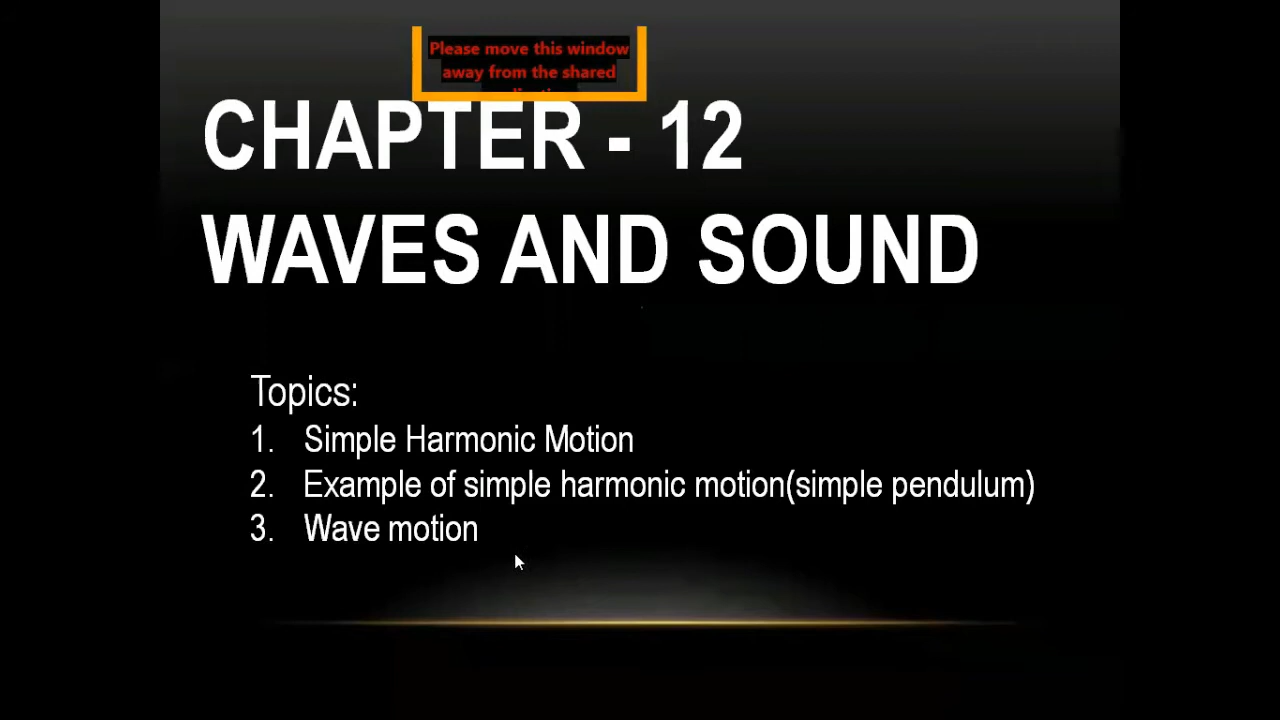 Please move this window
away from the shared
CHAPTER - 12
WAVES AND SOUND
Topics:
1. Simple Harmonic Motion
2. Example of simple harmonic motion(simple pendulum)
3. Wave motion